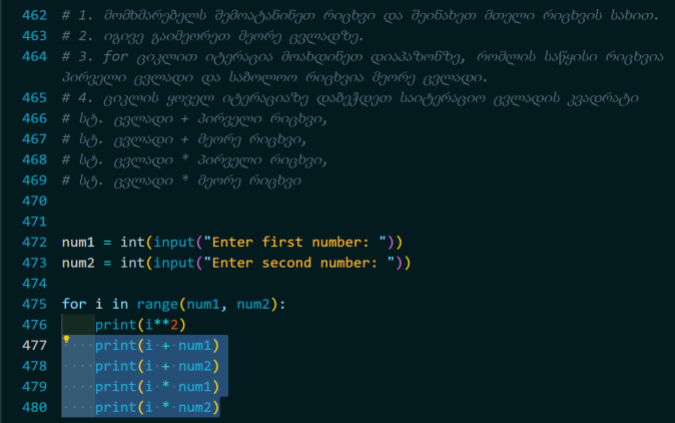 462 # 1. მომხმარებელს შემოატანინეთ რიცხვი და შეინახეთ მთელი რიცხვის სახით.
463 # 2. იგივე გაიმეორეთ მეორე ცვლადზე.
464 # 3. for ციკლით იტერაცია მოახდინეთ დიაპაზონზე, რომლის საწყისი რიცხვია
პირველი ცვლადი და საბოლოო რიცხვია მეორე ცვლადი.
465 # 4. ციკლის ყოველ იტერაციაზე დაბეჭდეთ საიტერაციო ცვლადის კვადრატი
466 # სტ. ცვლადი + პირველი რიცხვი,
467 # სტ. ცვლადი + მეორე რიცხვი,
468 # სტ. ცვლადი * პირველი რიცხვი,
469 # სტ. ცვლადი * მეორე რიცხვი
470
471
472 num1 = int(input("Enter first number: "))
473 num2 = int(input("Enter second number: "))
474
475 for i in range(num1, num2):
476 print(i**2)
477 print(i + num1)
478 print(i + num2)
479 print(i * num1)
480 print(i * num2)